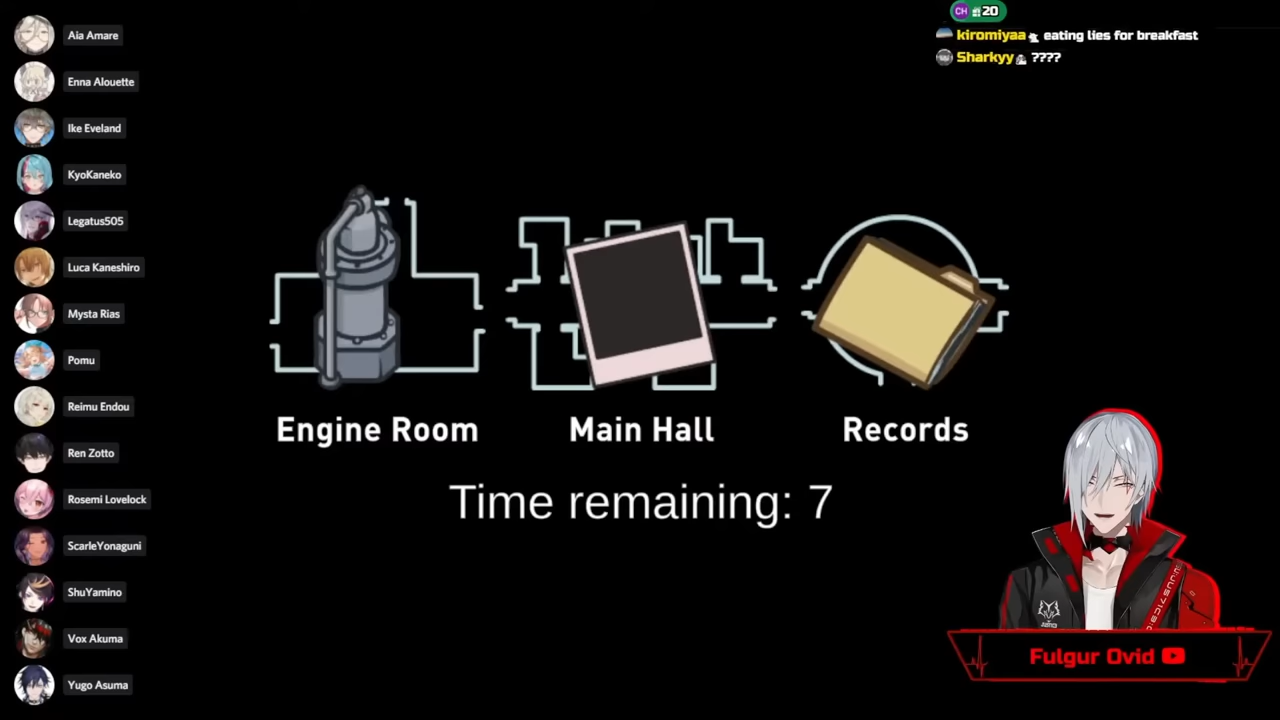 Aia Amare
Enna Alouette
Ike Eveland
KyoKaneko
Legatus505
Luca Kaneshiro
Mysta Rias
Pomu
Reimu Endou
Ren Zotto
Rosemi Lovelock
ScarleYonaguni
ShuYamino
Vox Akuma
Yugo Asuma
CH 20
kiromiyaa eating lies for breakfast
Sharkyy ????
Engine Room
Main Hall
Records
Time remaining: 7
Fulgur Ovid